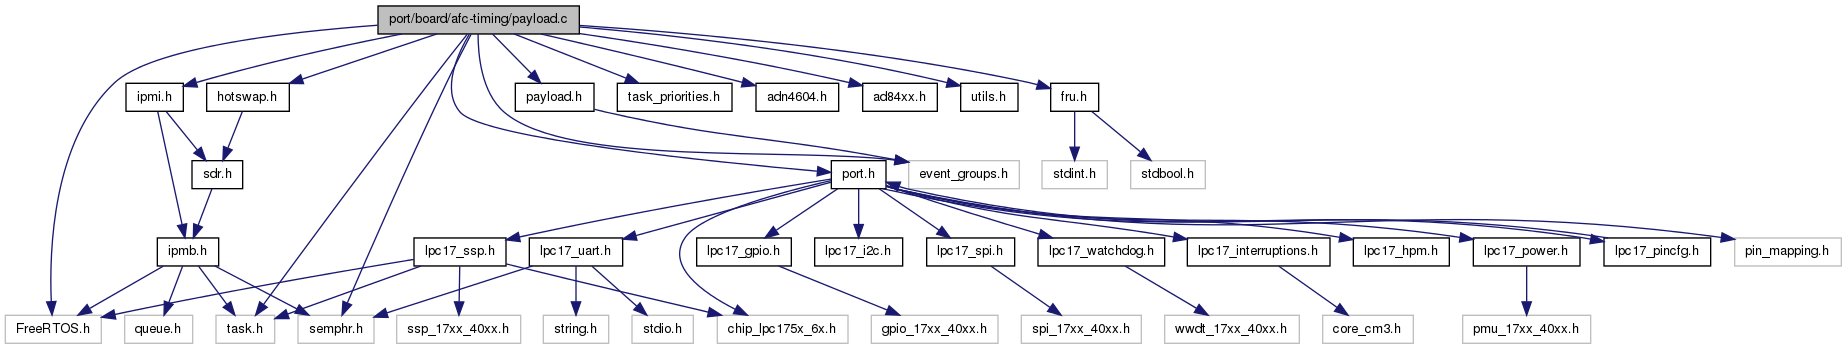 port/board/afc-timing/payload.c
ipmi.h
hotswap.h
payload.h
task_priorities.h
adn4604.h
ad84xx.h
utils.h
fru.h
sdr.h
port.h
event_groups.h
stdint.h
stdbool.h
ipmb.h
lpc17_ssp.h
lpc17_uart.h
lpc17_gpio.h
lpc17_i2c.h
lpc17_spi.h
lpc17_watchdog.h
lpc17_interruptions.h
lpc17_hpm.h
lpc17_power.h
lpc17_pincfg.h
pin_mapping.h
FreeRTOS.h
queue.h
task.h
semphr.h
ssp_17xx_40xx.h
string.h
stdio.h
chip_lpc175x_6x.h
gpio_17xx_40xx.h
spi_17xx_40xx.h
wwdt_17xx_40xx.h
core_cm3.h
pmu_17xx_40xx.h